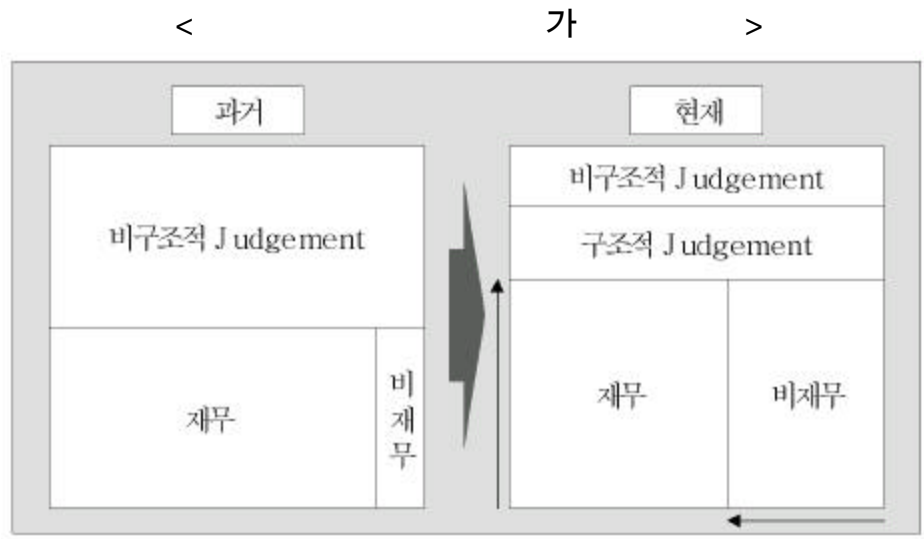 < 가 >
과거
현재
비구조적 Judgement
재무
비재무
비구조적 Judgement
구조적 Judgement
재무
비재무